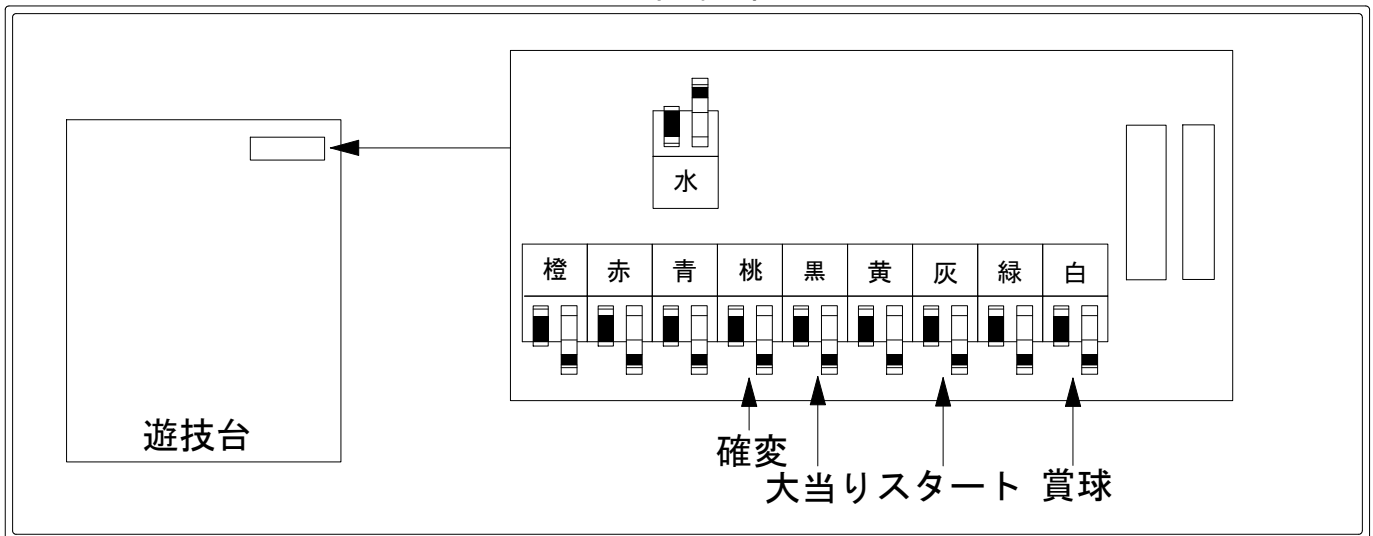 水
橙 赤 青 桃 黒 黄 灰 緑 白
遊技台
確変
大当り スタート 賞球